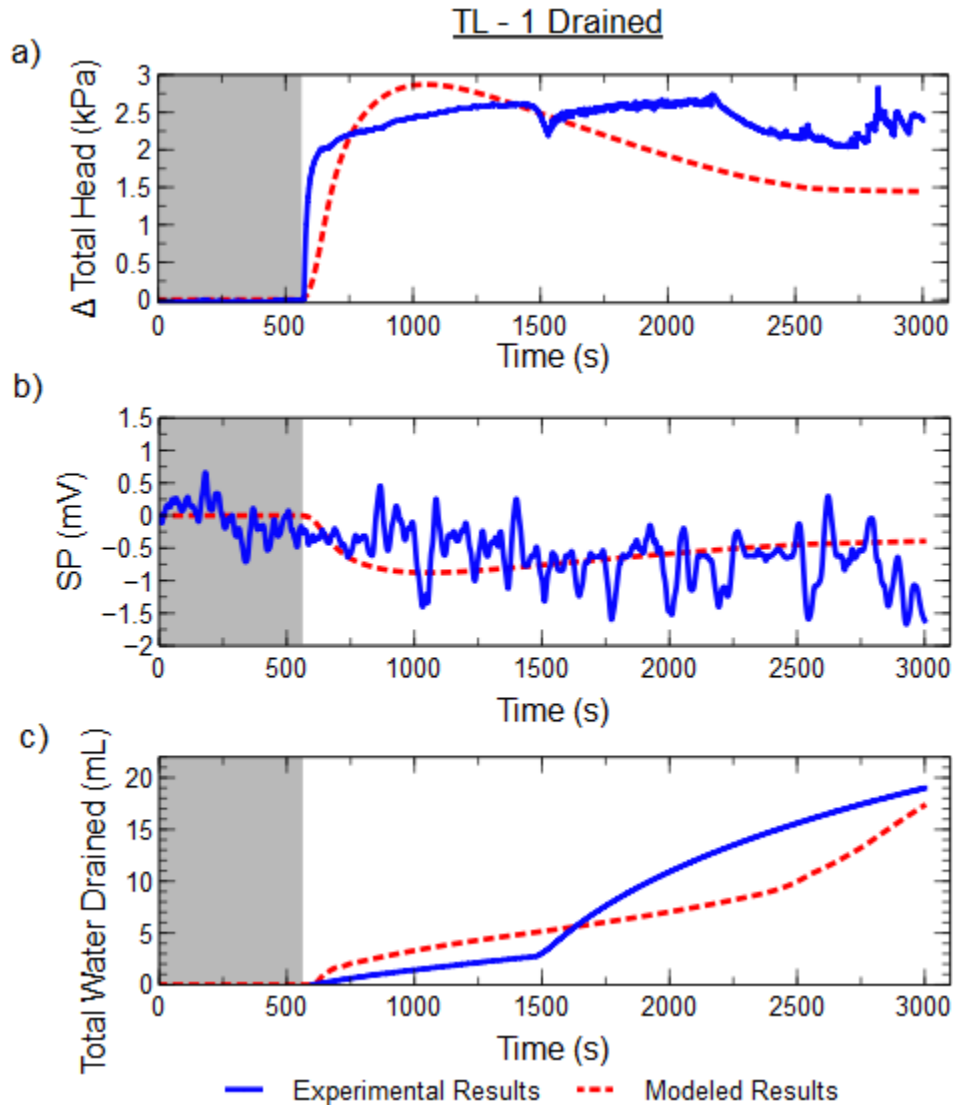 TL - 1 Drained
a)
Δ Total Head (kPa)
3
2.5
2
1.5
1
0.5
0
0 500 1000 1500 2000 2500 3000
Time (s)
b)
SP (mV)
1.5
1
0.5
0
−0.5
−1
−1.5
−2
0 500 1000 1500 2000 2500 3000
Time (s)
c)
Total Water Drained (mL)
20
15
10
5
0
0 500 1000 1500 2000 2500 3000
Time (s)
Experimental Results Modeled Results